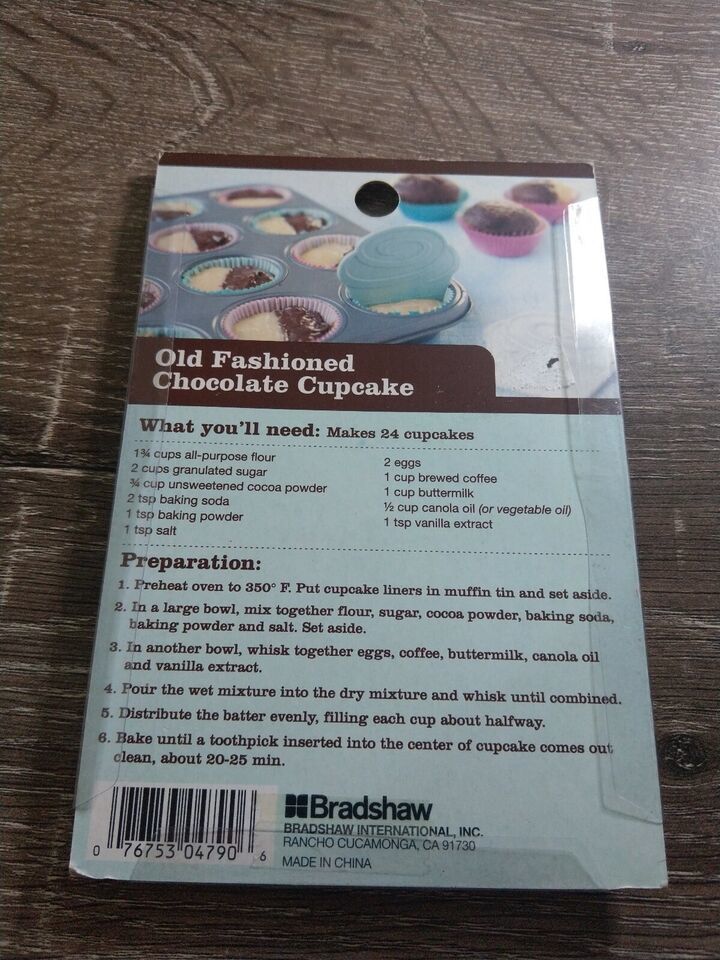 Old Fashioned
Chocolate Cupcake
What you'll need: Makes 24 cupcakes
1¾ cups all-purpose flour
2 cups granulated sugar
¾ cup unsweetened cocoa powder
2 tsp baking soda
1 tsp baking powder
1 tsp salt
2 eggs
1 cup brewed coffee
1 cup buttermilk
½ cup canola oil (or vegetable oil)
1 tsp vanilla extract
Preparation:
1. Preheat oven to 350° F. Put cupcake liners in muffin tin and set aside.
2. In a large bowl, mix together flour, sugar, cocoa powder, baking soda,
baking powder and salt. Set aside.
3. In another bowl, whisk together eggs, coffee, buttermilk, canola oil
and vanilla extract.
4. Pour the wet mixture into the dry mixture and whisk until combined.
5. Distribute the batter evenly, filling each cup about halfway.
6. Bake until a toothpick inserted into the center of cupcake comes out
clean, about 20-25 min.
Bradshaw
BRADSHAW INTERNATIONAL, INC.
RANCHO CUCAMONGA, CA 91730
MADE IN CHINA
0 76753 04790 6